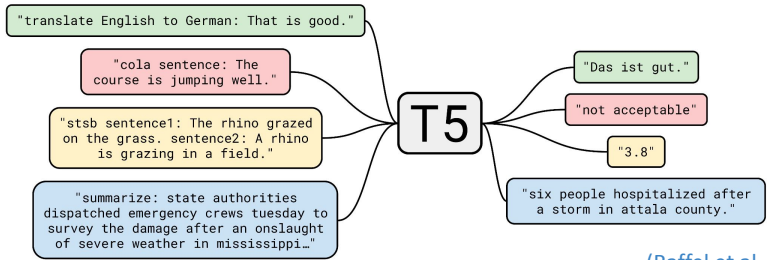 "translate English to German: That is good."
"cola sentence: The
course is jumping well."
"stsb sentence1: The rhino grazed
on the grass. sentence2: A rhino
is grazing in a field."
"summarize: state authorities
dispatched emergency crews tuesday to
survey the damage after an onslaught
of severe weather in mississippi…"
T5
"Das ist gut."
"not acceptable"
"3.8"
"six people hospitalized after
a storm in attala county."